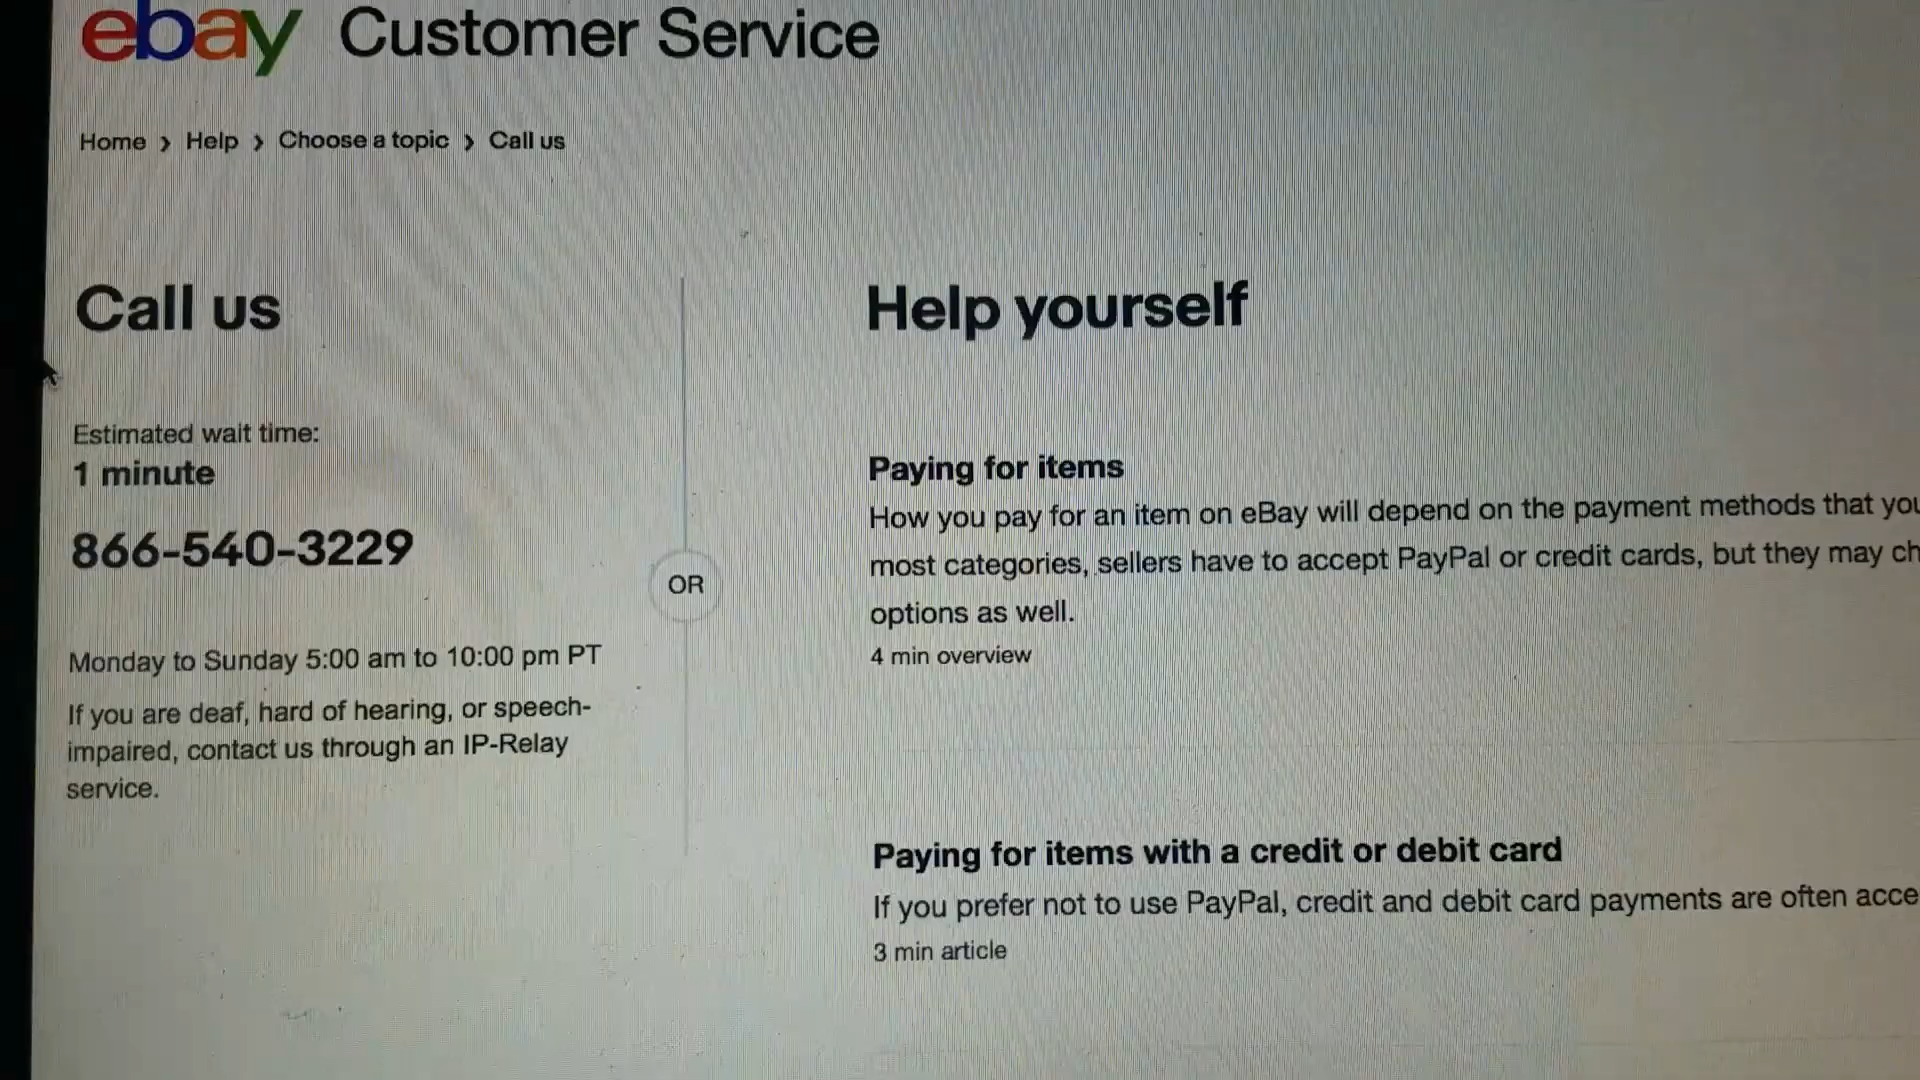 ebay Customer Service
Home > Help > Choose a topic > Call us
Call us
Estimated wait time:
1 minute
866-540-3229
Monday to Sunday 5:00 am to 10:00 pm PT
If you are deaf, hard of hearing, or speech-
impaired, contact us through an IP-Relay
service.
OR
Help yourself
Paying for items
How you pay for an item on eBay will depend on the payment methods that you
most categories, sellers have to accept PayPal or credit cards, but they may ch
options as well.
4 min overview
Paying for items with a credit or debit card
If you prefer not to use PayPal, credit and debit card payments are often acce
3 min article